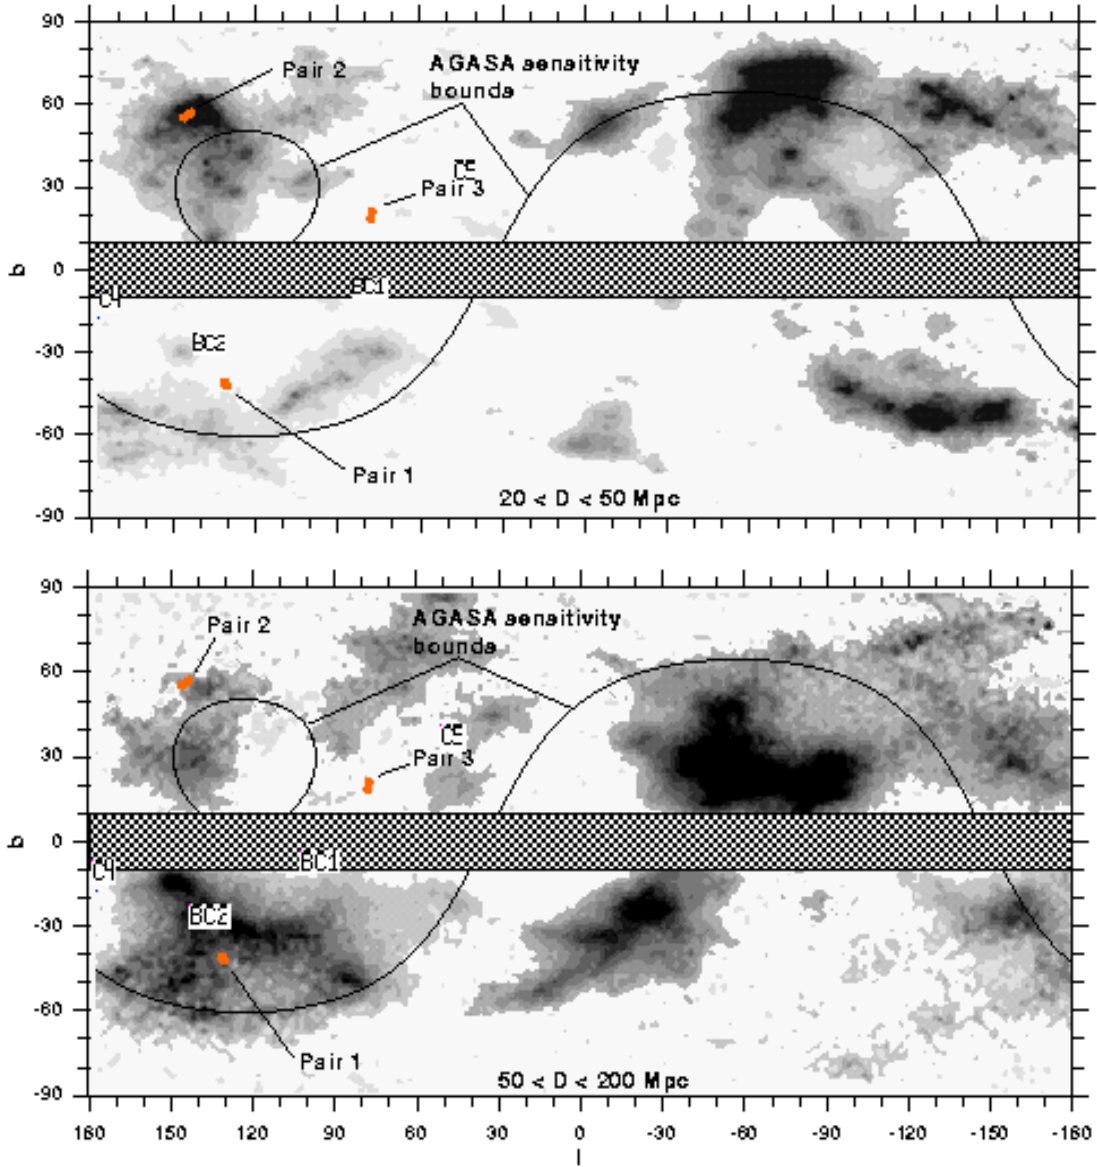 90
Pair 2
AGASA sensitivity
bounds
60
C5
30
Pair 3
b
0
BC1
C4
BC2
-30
-60
Pair 1
20 < D < 50 Mpc
-90
90
Pair 2
AGASA sensitivity
bounds
60
C5
30
Pair 3
b
0
BC1
C4
BC2
-30
-60
Pair 1
50 < D < 200 Mpc
-90
180 150 120 90 60 30 0 -30 -60 -90 -120 -150 -180
l